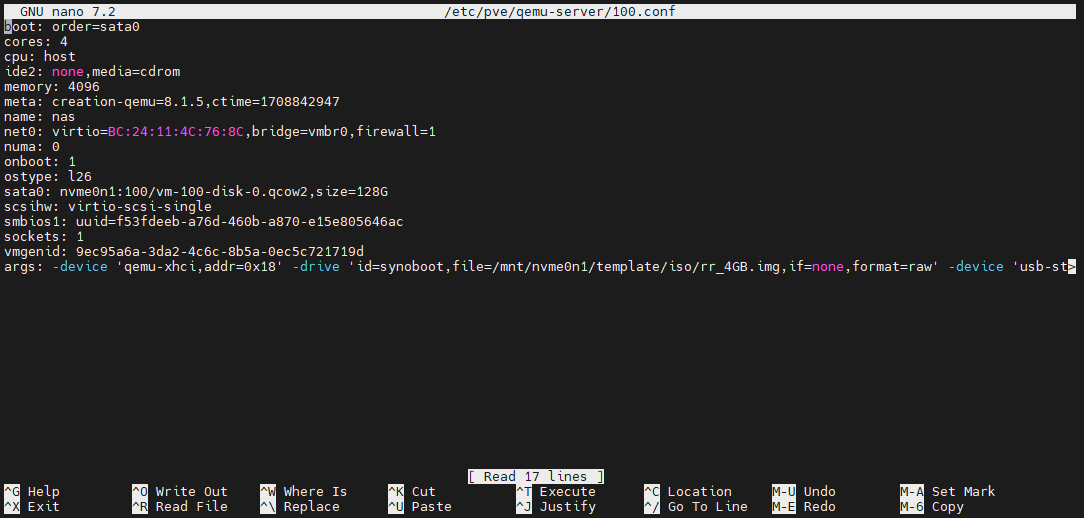 GNU nano 7.2 /etc/pve/qemu-server/100.conf
boot: order=sata0
cores: 4
cpu: host
ide2: none,media=cdrom
memory: 4096
meta: creation-qemu=8.1.5,ctime=1708842947
name: nas
net0: virtio=BC:24:11:4C:76:8C,bridge=vmbr0,firewall=1
numa: 0
onboot: 1
ostype: l26
sata0: nvme0n1:100/vm-100-disk-0.qcow2,size=128G
scsihw: virtio-scsi-single
smbios1: uuid=f53fdeeb-a76d-460b-a870-e15e805646ac
sockets: 1
vmgenid: 9ec95a6a-3da2-4c6c-8b5a-0ec5c721719d
args: -device 'qemu-xhci,addr=0x18' -drive 'id=synoboot,file=/mnt/nvme0n1/template/iso/rr_4GB.img,if=none,format=raw' -device 'usb-st>
[ Read 17 lines ]
^G Help ^O Write Out ^W Where Is ^K Cut ^T Execute ^C Location M-U Undo M-A Set Mark
^X Exit ^R Read File ^\ Replace ^U Paste ^J Justify ^/ Go To Line M-E Redo M-6 Copy